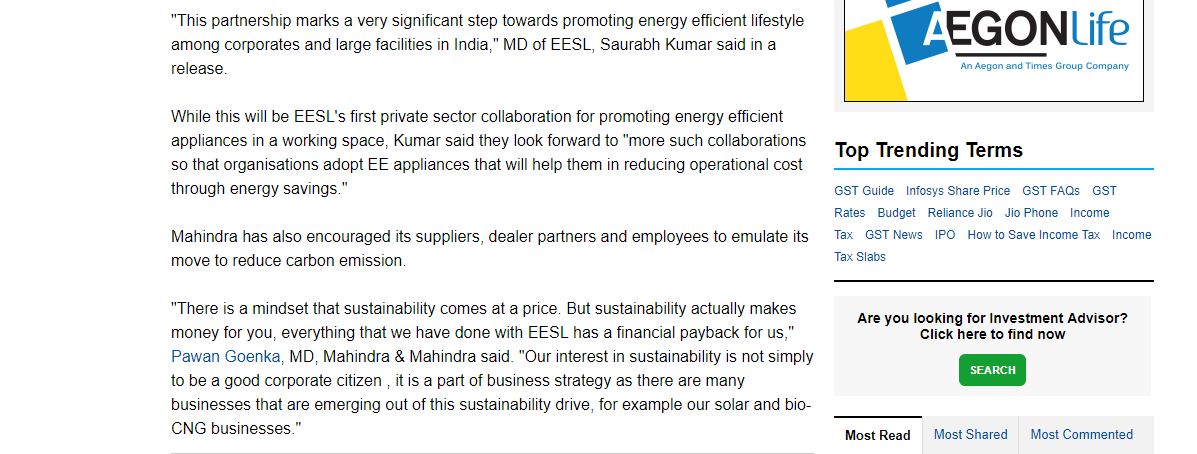 "This partnership marks a very significant step towards promoting energy efficient lifestyle
among corporates and large facilities in India," MD of EESL, Saurabh Kumar said in a
release.
While this will be EESL's first private sector collaboration for promoting energy efficient
appliances in a working space, Kumar said they look forward to "more such collaborations
so that organisations adopt EE appliances that will help them in reducing operational cost
through energy savings."
Mahindra has also encouraged its suppliers, dealer partners and employees to emulate its
move to reduce carbon emission.
"There is a mindset that sustainability comes at a price. But sustainability actually makes
money for you, everything that we have done with EESL has a financial payback for us,"
Pawan Goenka, MD, Mahindra & Mahindra said. "Our interest in sustainability is not simply
to be a good corporate citizen , it is a part of business strategy as there are many
businesses that are emerging out of this sustainability drive, for example our solar and bio-
CNG businesses."
AEGONLife
An Aegon and Times Group Company
Top Trending Terms
GST Guide Infosys Share Price GST FAQs GST
Rates Budget Reliance Jio Jio Phone Income
Tax GST News IPO How to Save Income Tax Income
Tax Slabs
Are you looking for Investment Advisor?
Click here to find now
SEARCH
Most Read Most Shared Most Commented